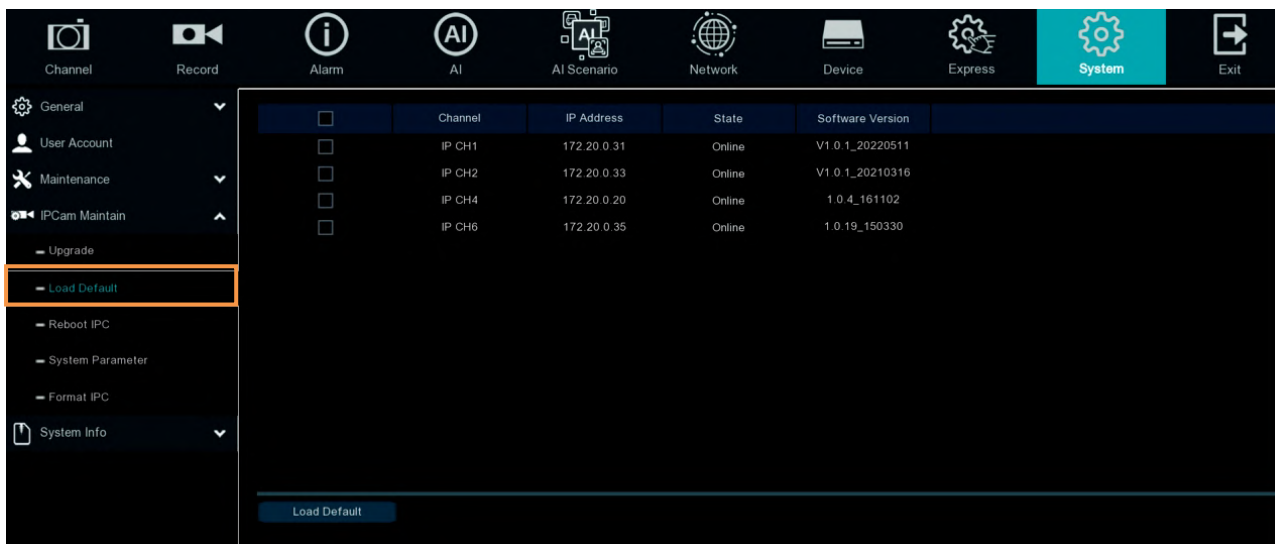 Channel Record Alarm AI AI Scenario Network Device Express System Exit
General
User Account
Maintenance
IPCam Maintain
Upgrade
Load Default
Reboot IPC
System Parameter
Format IPC
System Info
Channel IP Address State Software Version
IP CH1 172.20.0.31 Online V1.0.1_20220511
IP CH2 172.20.0.33 Online V1.0.1_20210316
IP CH4 172.20.0.20 Online 1.0.4_161102
IP CH6 172.20.0.35 Online 1.0.19_150330
Load Default